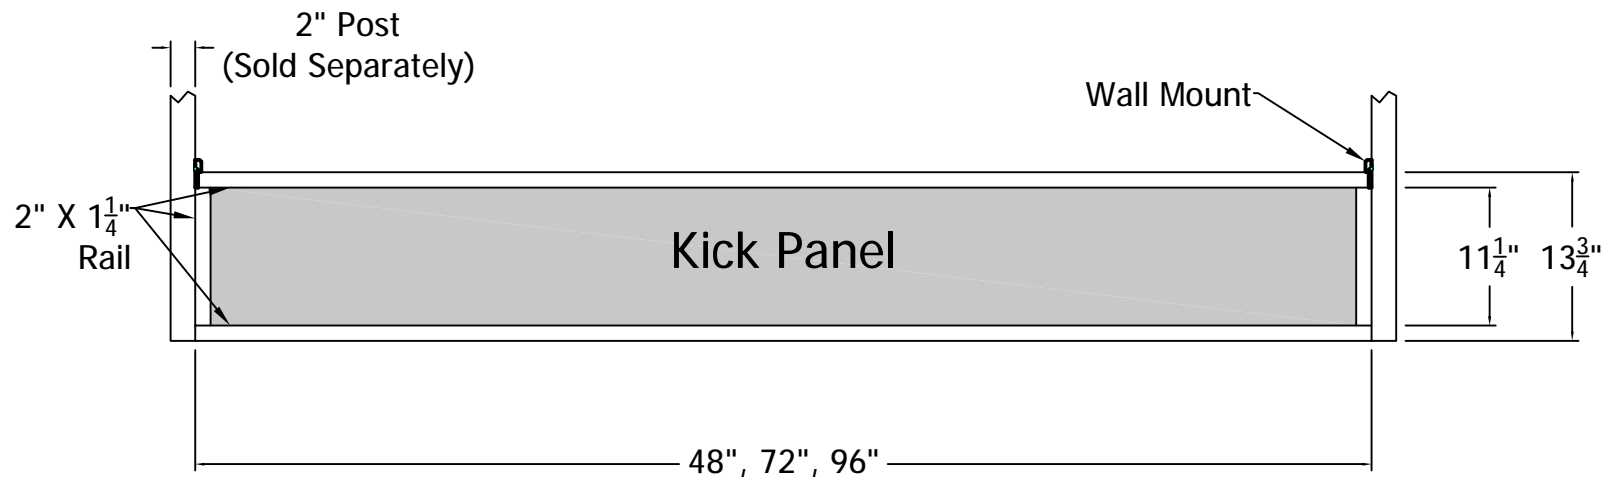 2" Post
(Sold Separately)
Wall Mount
2" X 1¼"
Rail
Kick Panel
11¼" 13¾"
48", 72", 96"